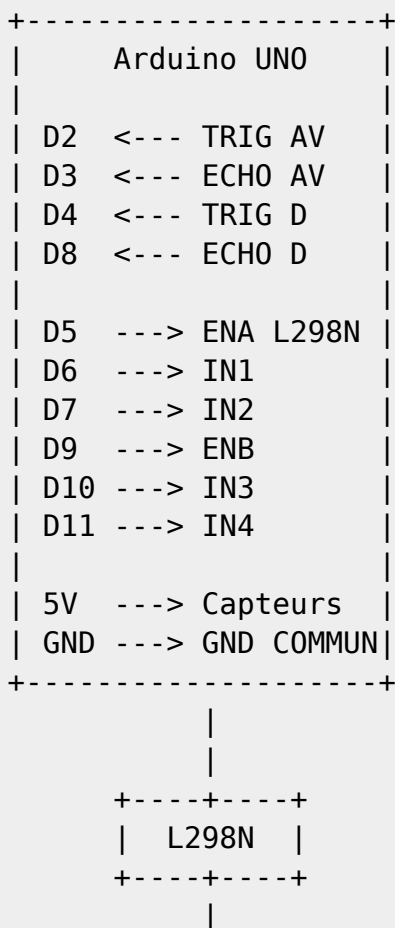 +---------------------+
|      Arduino UNO    |
|                     |
| D2  <--- TRIG AV    |
| D3  <--- ECHO AV    |
| D4  <--- TRIG D     |
| D8  <--- ECHO D     |
|                     |
| D5  ---> ENA L298N  |
| D6  ---> IN1        |
| D7  ---> IN2        |
| D9  ---> ENB        |
| D10 ---> IN3        |
| D11 ---> IN4        |
|                     |
| 5V  ---> Capteurs   |
| GND ---> GND COMMUN|
+---------------------+
           |
           |
      +----+----+
      |  L298N  |
      +----+----+
           |